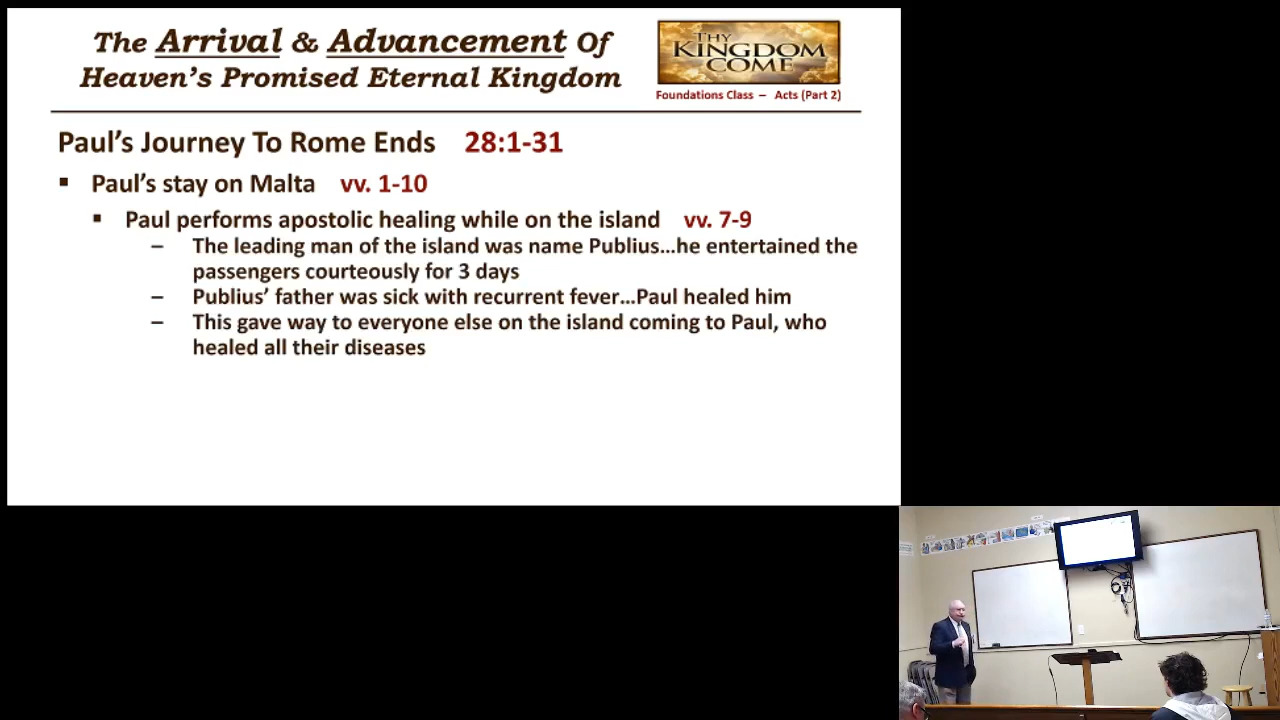 The Arrival & Advancement Of
Heaven's Promised Eternal Kingdom
THY
KINGDOM
COME
Foundations Class – Acts (Part 2)
Paul's Journey To Rome Ends 28:1-31
▪ Paul's stay on Malta vv. 1-10
▪ Paul performs apostolic healing while on the island vv. 7-9
– The leading man of the island was name Publius...he entertained the
passengers courteously for 3 days
– Publius' father was sick with recurrent fever...Paul healed him
– This gave way to everyone else on the island coming to Paul, who
healed all their diseases